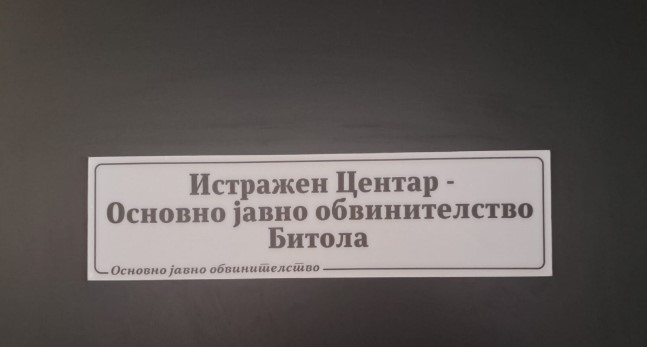 Истражен Центар -
Основно јавно обвинителство
Битола
Основно јавно обвинителство